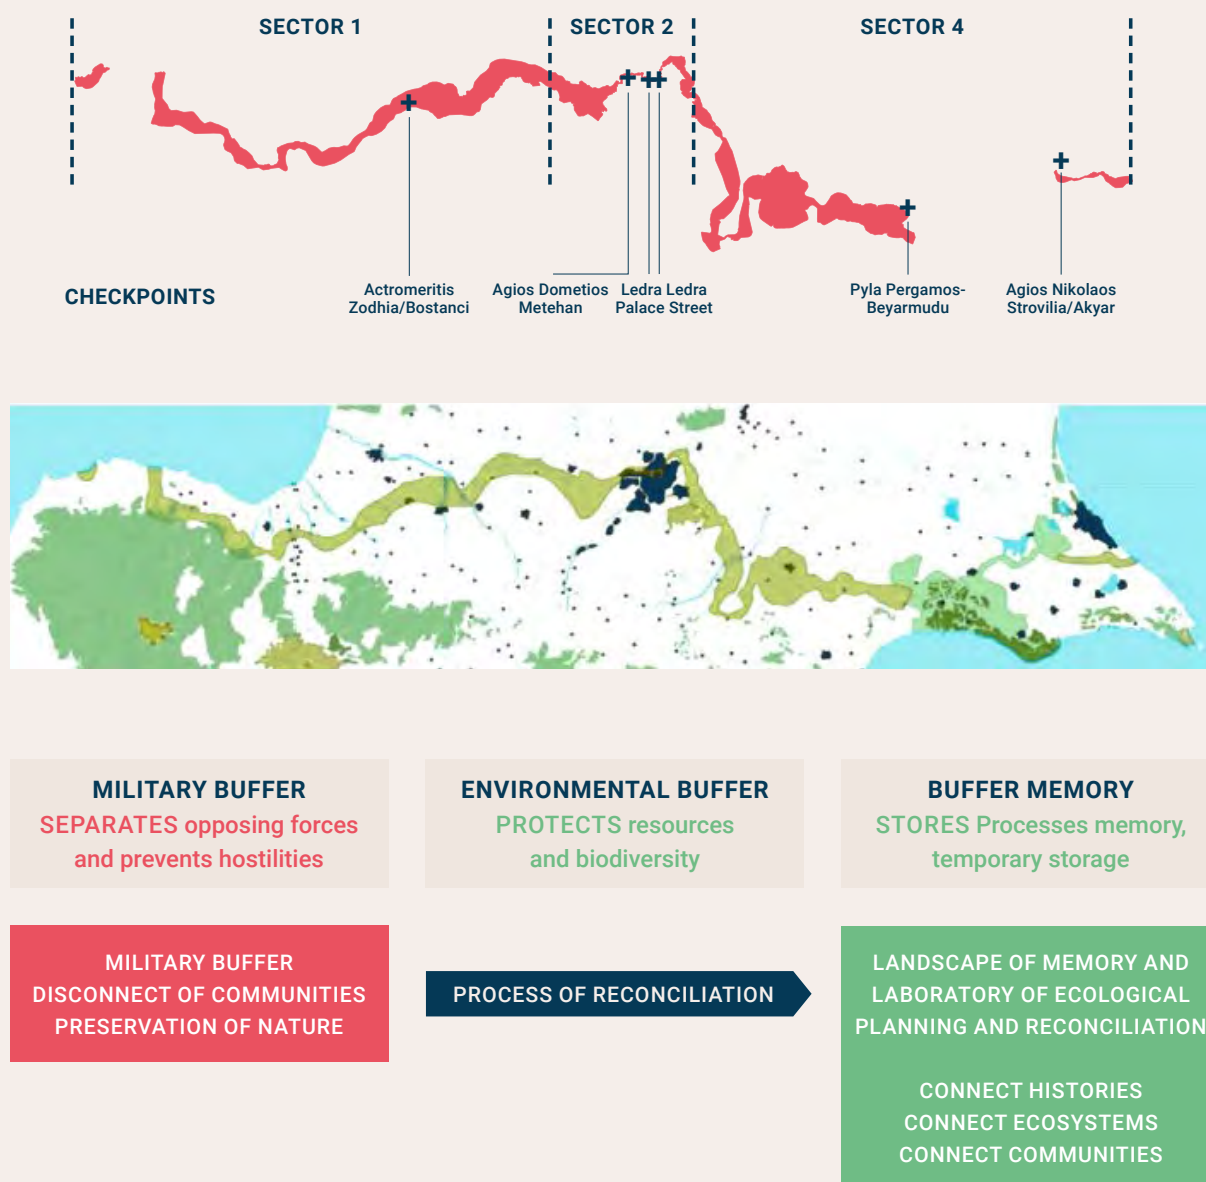 SECTOR 1
SECTOR 2
SECTOR 4
CHECKPOINTS
Actromeritis
Zodhia/Bostanci
Agios Dometios
Metehan
Ledra Ledra
Palace Street
Pyla Pergamos-
Beyarmudu
Agios Nikolaos
Strovilia/Akyar
MILITARY BUFFER
SEPARATES opposing forces
and prevents hostilities
ENVIRONMENTAL BUFFER
PROTECTS resources
and biodiversity
BUFFER MEMORY
STORES Processes memory,
temporary storage
MILITARY BUFFER
DISCONNECT OF COMMUNITIES
PRESERVATION OF NATURE
PROCESS OF RECONCILIATION
LANDSCAPE OF MEMORY AND
LABORATORY OF ECOLOGICAL
PLANNING AND RECONCILIATION
CONNECT HISTORIES
CONNECT ECOSYSTEMS
CONNECT COMMUNITIES